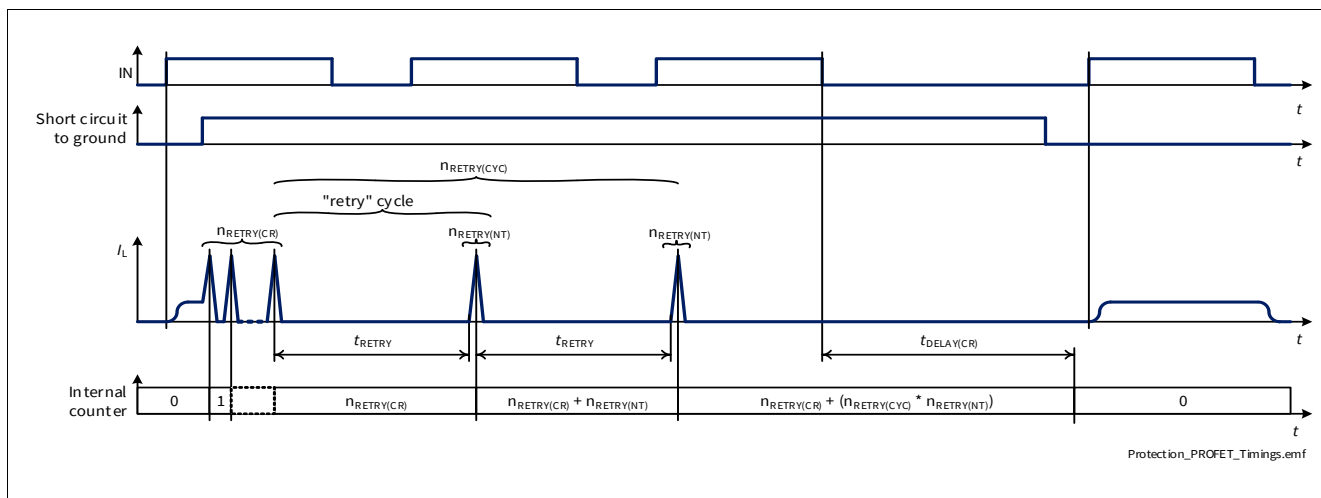 IN
t
Short circuit
to ground
t
nRETRY(CYC)
"retry" cycle
nRETRY(CR)
nRETRY(NT)
nRETRY(NT)
IL
tRETRY
tRETRY
tDELAY(CR)
t
Internal
counter
0
1
nRETRY(CR)
nRETRY(CR) + nRETRY(NT)
nRETRY(CR) + (nRETRY(CYC) * nRETRY(NT))
0
t
Protection_PROFET_Timings.emf